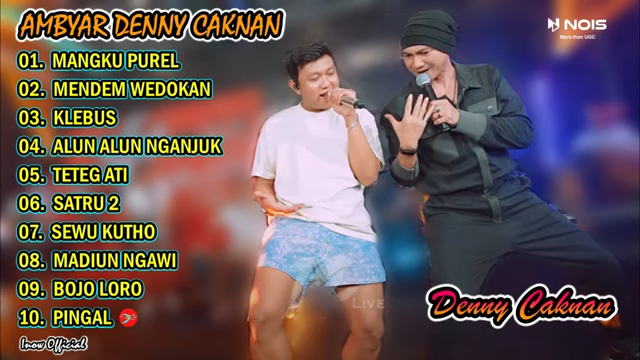 AMBYAR DENNY CAKNAN
NOIS
More than UGC
01. MANGKU PUREL
02. MENDEM WEDOKAN
03. KLEBUS
04. ALUN ALUN NGANJUK
05. TETEG ATI
06. SATRU 2
07. SEWU KUTHO
08. MADIUN NGAWI
09. BOJO LORO
10. PINGAL
Live
Denny Caknan
Inow Official